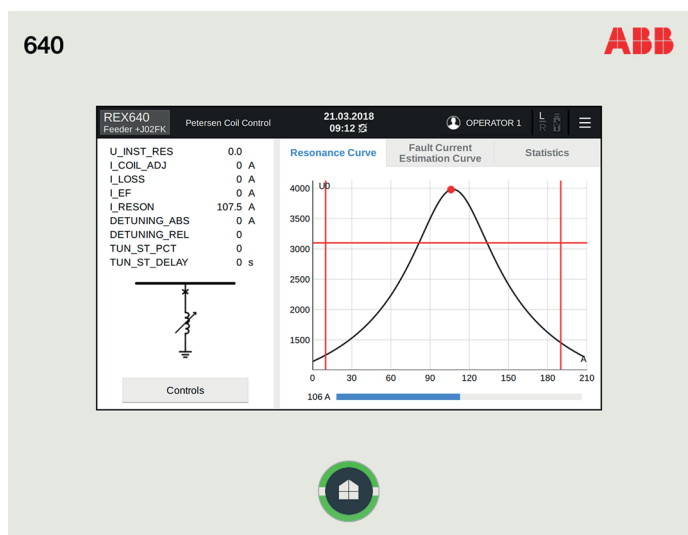 640
ABB
REX640
Feeder +J02FK
Petersen Coil Control
21.03.2018
09:12
OPERATOR 1
L
R
Resonance Curve
Fault Current
Estimation Curve
Statistics
U_INST_RES 0.0
I_COIL_ADJ 0 A
I_LOSS 0 A
I_EF 0 A
I_RESON 107.5 A
DETUNING_ABS 0 A
DETUNING_REL 0
TUN_ST_PCT 0
TUN_ST_DELAY 0 s
Controls
U0
4000
3500
3000
2500
2000
1500
A
0 30 60 90 120 150 180 210
106 A